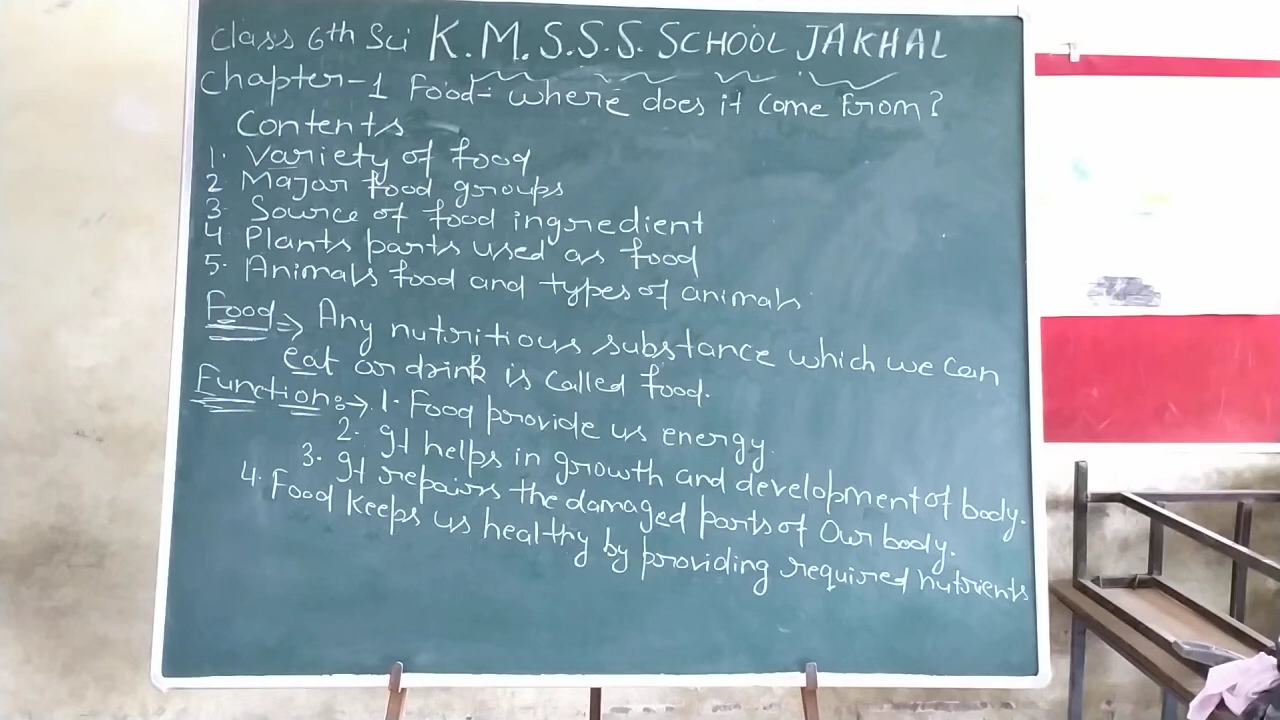 Class 6th Sci K.M.S.S.S. SCHOOL JAKHAL
Chapter-1 Food- where does it come from?
Contents
1. Variety of food
2 Majar food groups
3- Source of food ingredient
4 Plants parts used as food
5- Animals food and types of animals
Food => Any nutritious substance which we can
eat or drink is called food.
Function:-> 1. Food provide us energy.
2. It helps in growth and development of body.
3. It repairs the damaged parts of Our body.
4. Food keeps us healthy by providing required nutrients